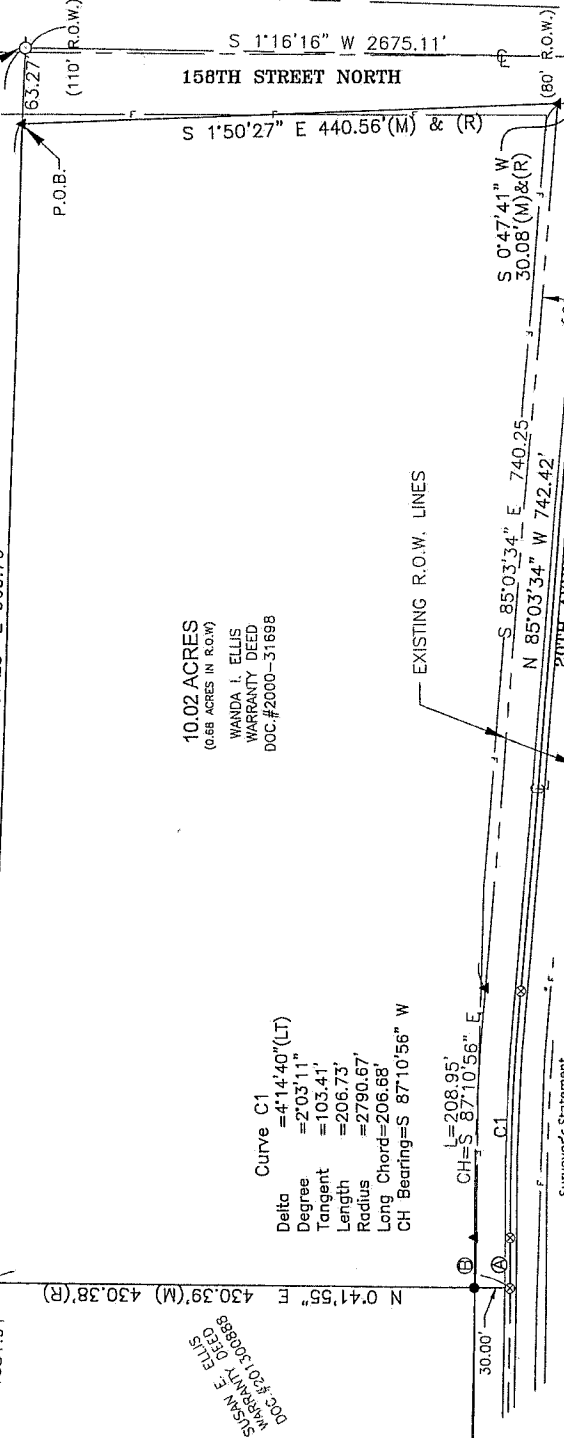 S 1°16'16" W 2675.11'
158TH STREET NORTH
(110' R.O.W.)
(80' R.O.W.)
63.27'
P.O.B.
S 1°50'27" E 440.56'(M) & (R)
S 0°47'41" W
30.08'(M)&(R)
10.02 ACRES
(0.68 ACRES IN R.O.W)
WANDA I. ELLIS
WARRANTY DEED
DOC.#2000-31698
EXISTING R.O.W. LINES
S 85°03'34" E 740.25
N 85°03'34" W 742.42'
Curve C1
Delta =4°14'40"(LT)
Degree =2°03'11"
Tangent =103.41'
Length =206.73'
Radius =2790.67'
Long Chord=206.68'
CH Bearing=S 87°10'56" W
L=208.95'
CH=S 87°10'56" E
C1
B
A
30.00'
N 0°41'55" E 430.39'(M) 430.38'(R)
SUSAN E. ELLIS
WARRANTY DEED
DOC.#201300888
Surveyor's Statement